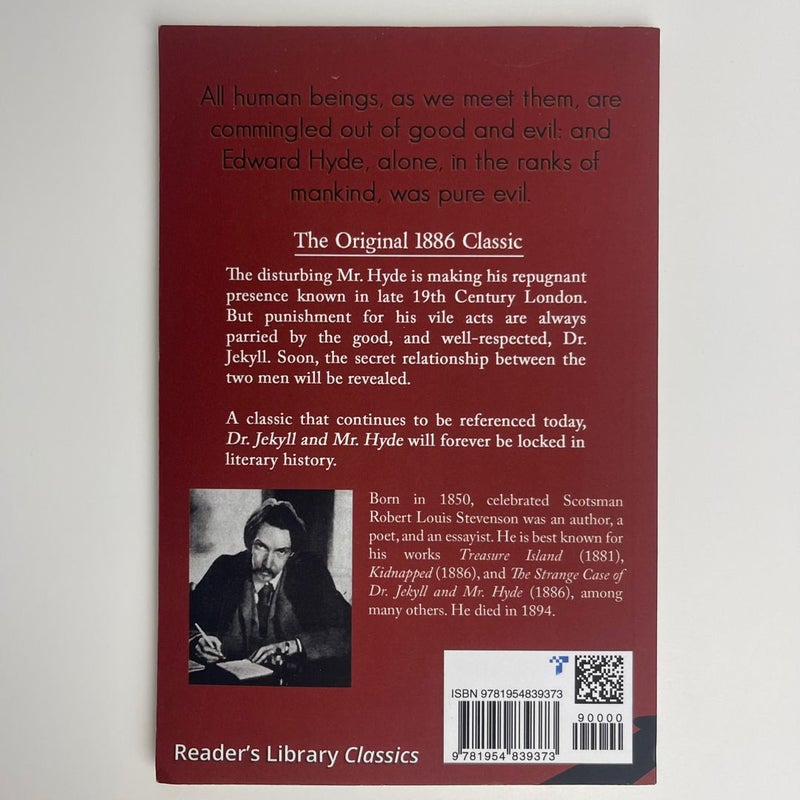 All human beings, as we meet them, are
commingled out of good and evil: and
Edward Hyde, alone, in the ranks of
mankind, was pure evil.
The Original 1886 Classic
The disturbing Mr. Hyde is making his repugnant
presence known in late 19th Century London.
But punishment for his vile acts are always
parried by the good, and well-respected, Dr.
Jekyll. Soon, the secret relationship between the
two men will be revealed.
A classic that continues to be referenced today,
Dr. Jekyll and Mr. Hyde will forever be locked in
literary history.
Born in 1850, celebrated Scotsman
Robert Louis Stevenson was an author, a
poet, and an essayist. He is best known for
his works Treasure Island (1881),
Kidnapped (1886), and The Strange Case of
Dr. Jekyll and Mr. Hyde (1886), among
many others. He died in 1894.
ISBN 9781954839373
90000
9 781954 839373
Reader's Library Classics